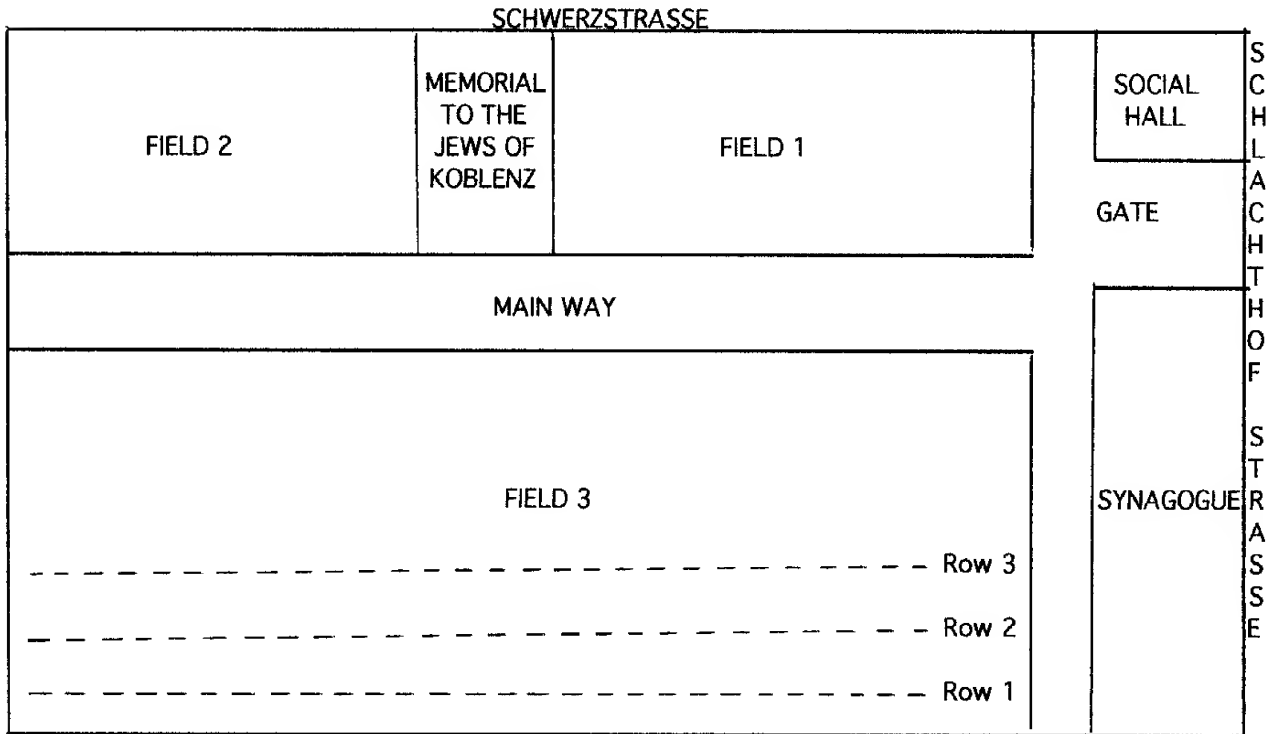 SCHWERZSTRASSE
FIELD 2
MEMORIAL
TO THE
JEWS OF
KOBLENZ
FIELD 1
SOCIAL
HALL
SCHLACHTHOF STRASSE
GATE
MAIN WAY
FIELD 3
SYNAGOGUE
Row 3
Row 2
Row 1